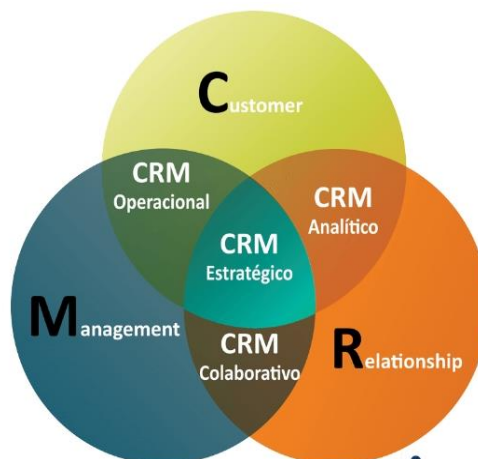 Customer
CRM
Operacional
CRM
Analítico
CRM
Estratégico
Management
CRM
Colaborativo
Relationship